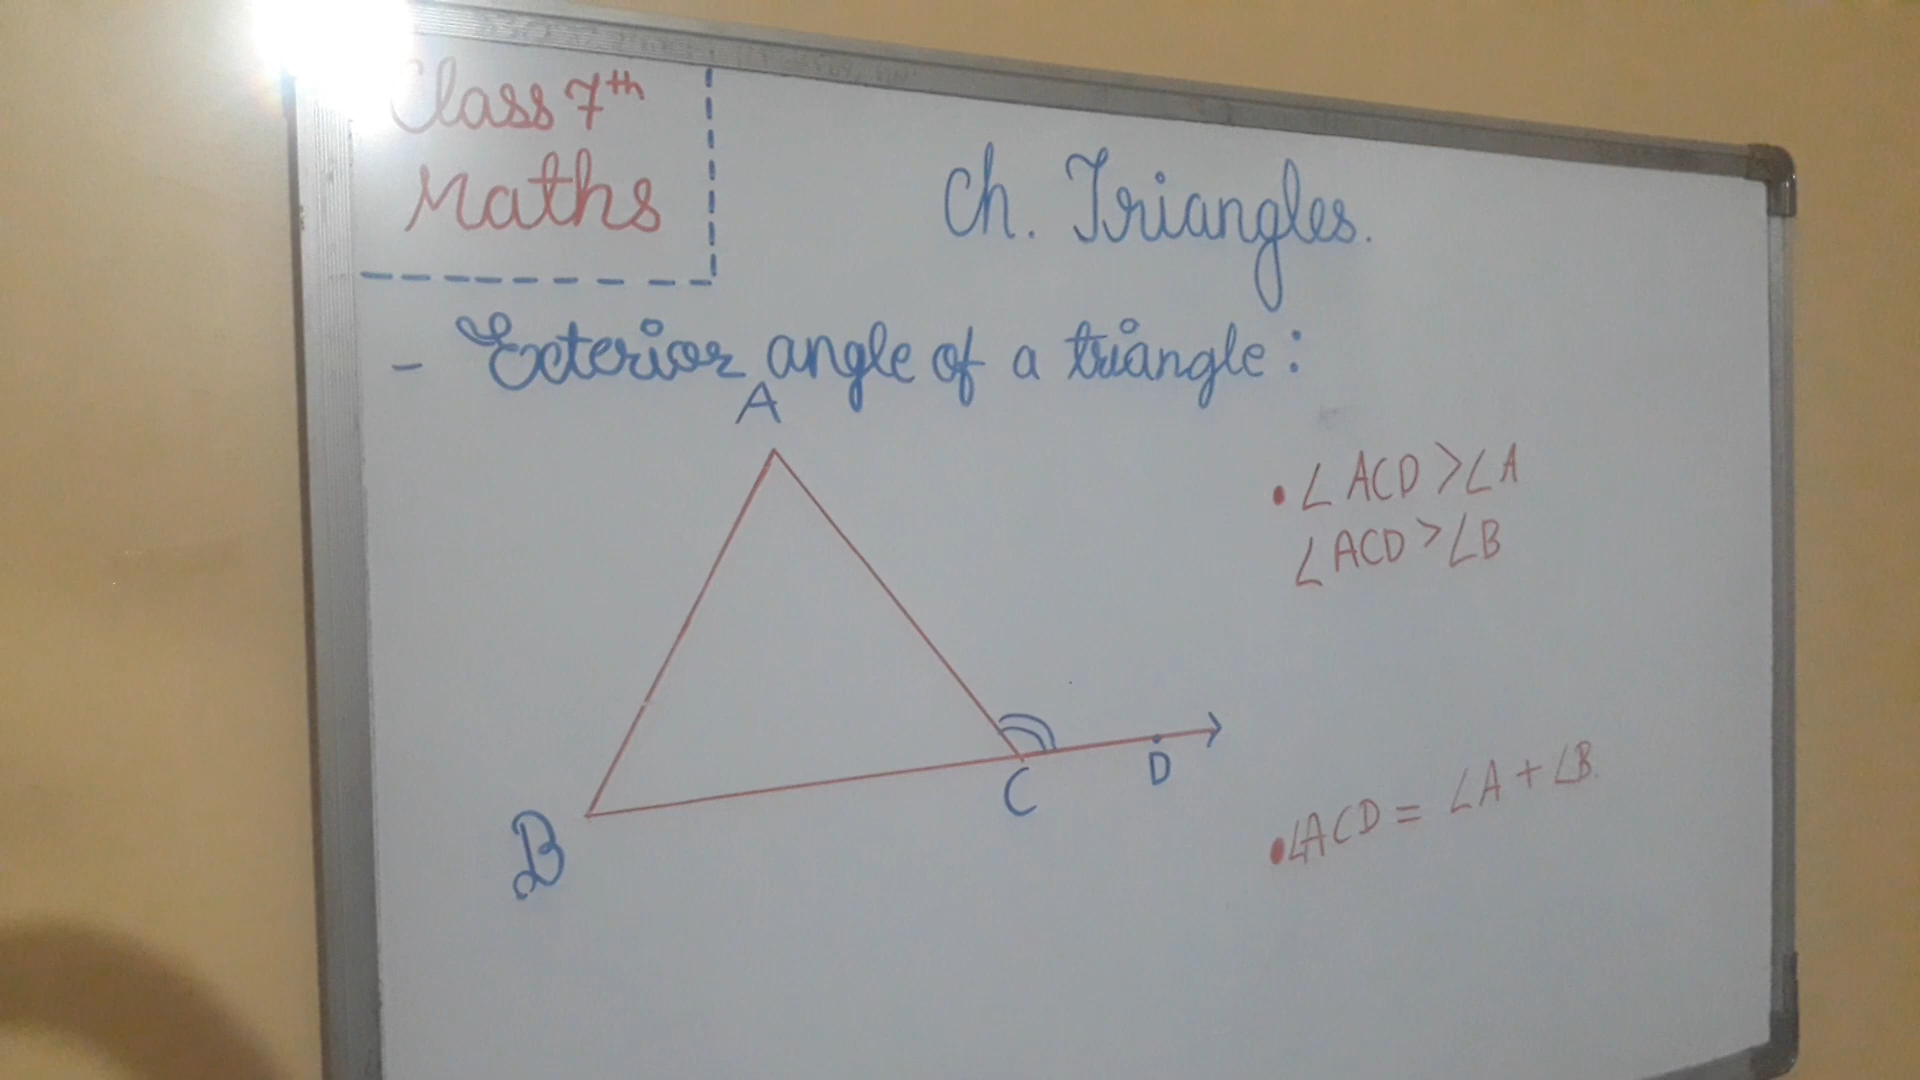 Class 7th
Maths
Ch. Triangles.
- Exterior angle of a triangle:
A
• ∠ACD > ∠A
∠ACD > ∠B
B
C
D
• ∠ACD = ∠A + ∠B